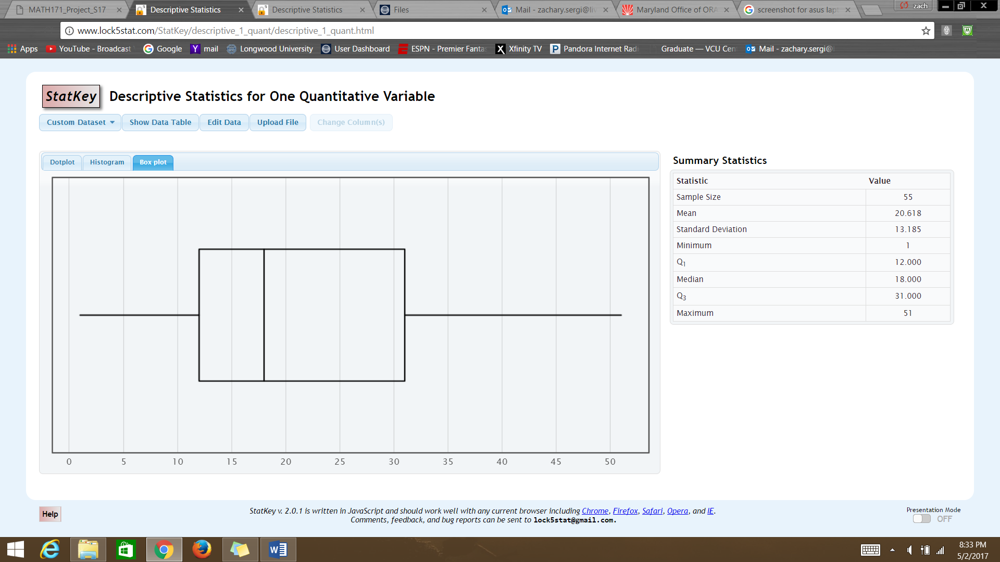 MATH171_Project_S17
Descriptive Statistics
Descriptive Statistics
Files
Mail - zachary.sergi@liv
Maryland Office of ORA
screenshot for asus lapt
zach
www.lock5stat.com/StatKey/descriptive_1_quant/descriptive_1_quant.html
Apps
YouTube - Broadcast
Google
mail
Longwood University
User Dashboard
ESPN - Premier Fanta
Xfinity TV
Pandora Internet Radi
Graduate — VCU Cen
Mail - zachary.sergi@
StatKey Descriptive Statistics for One Quantitative Variable
Custom Dataset Show Data Table Edit Data Upload File Change Column(s)
Dotplot Histogram Box plot
0 5 10 15 20 25 30 35 40 45 50
Summary Statistics
Statistic Value
Sample Size 55
Mean 20.618
Standard Deviation 13.185
Minimum 1
Q1 12.000
Median 18.000
Q3 31.000
Maximum 51
Help
StatKey v. 2.0.1 is written in JavaScript and should work well with any current browser including Chrome, Firefox, Safari, Opera, and IE.
Comments, feedback, and bug reports can be sent to lock5stat@gmail.com.
Presentation Mode
OFF
8:33 PM
5/2/2017